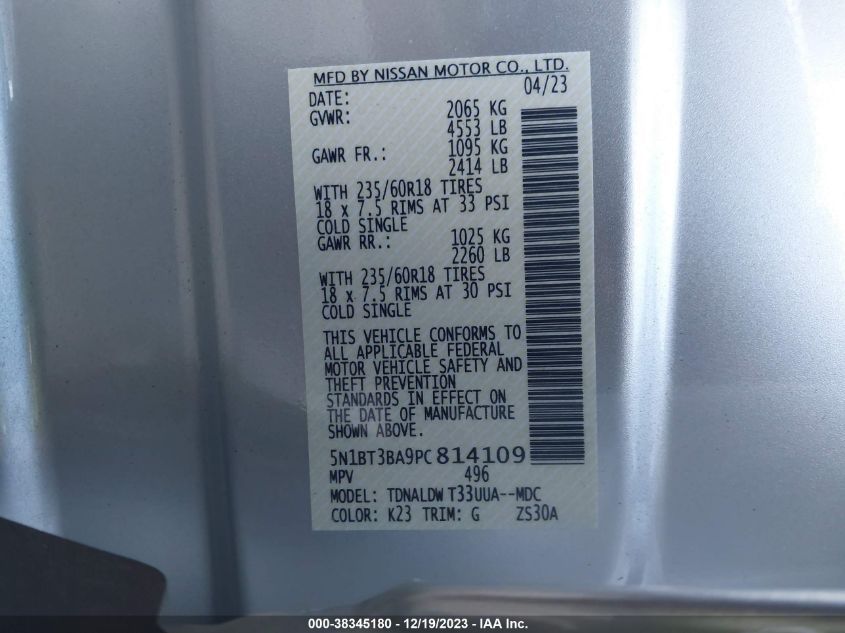 MFD BY NISSAN MOTOR CO., LTD.
DATE: 04/23
GVWR: 2065 KG
4553 LB
GAWR FR.: 1095 KG
2414 LB
WITH 235/60R18 TIRES
18 x 7.5 RIMS AT 33 PSI
COLD SINGLE
GAWR RR.: 1025 KG
2260 LB
WITH 235/60R18 TIRES
18 x 7.5 RIMS AT 30 PSI
COLD SINGLE
THIS VEHICLE CONFORMS TO
ALL APPLICABLE FEDERAL
MOTOR VEHICLE SAFETY AND
THEFT PREVENTION
STANDARDS IN EFFECT ON
THE DATE OF MANUFACTURE
SHOWN ABOVE.
5N1BT3BA9PC814109
MPV 496
MODEL: TDNALDW T33UUA--MDC
COLOR: K23 TRIM: G ZS30A
000-38345180 - 12/19/2023 - IAA Inc.